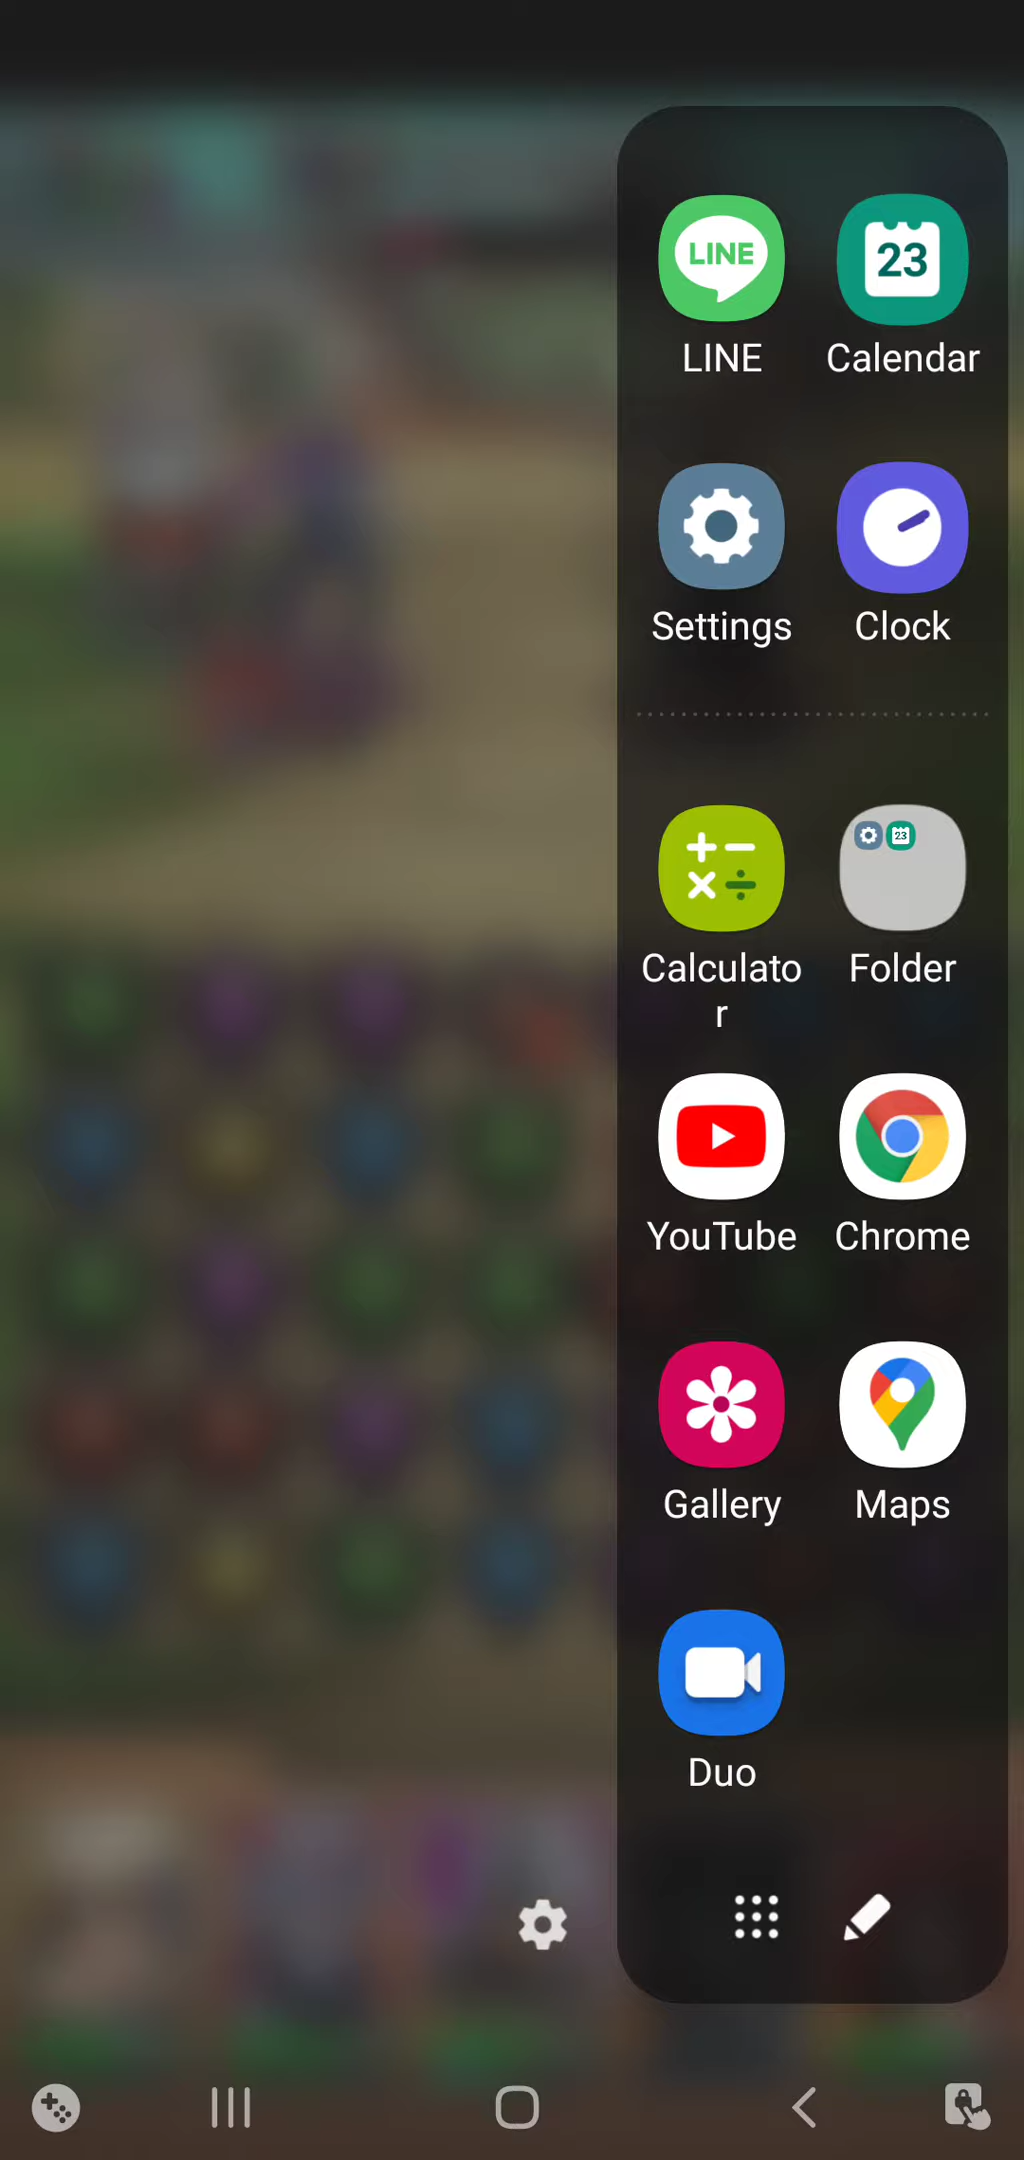 LINE
23
LINE
Calendar
Settings
Clock
23
Calculato
r
Folder
YouTube
Chrome
Gallery
Maps
Duo